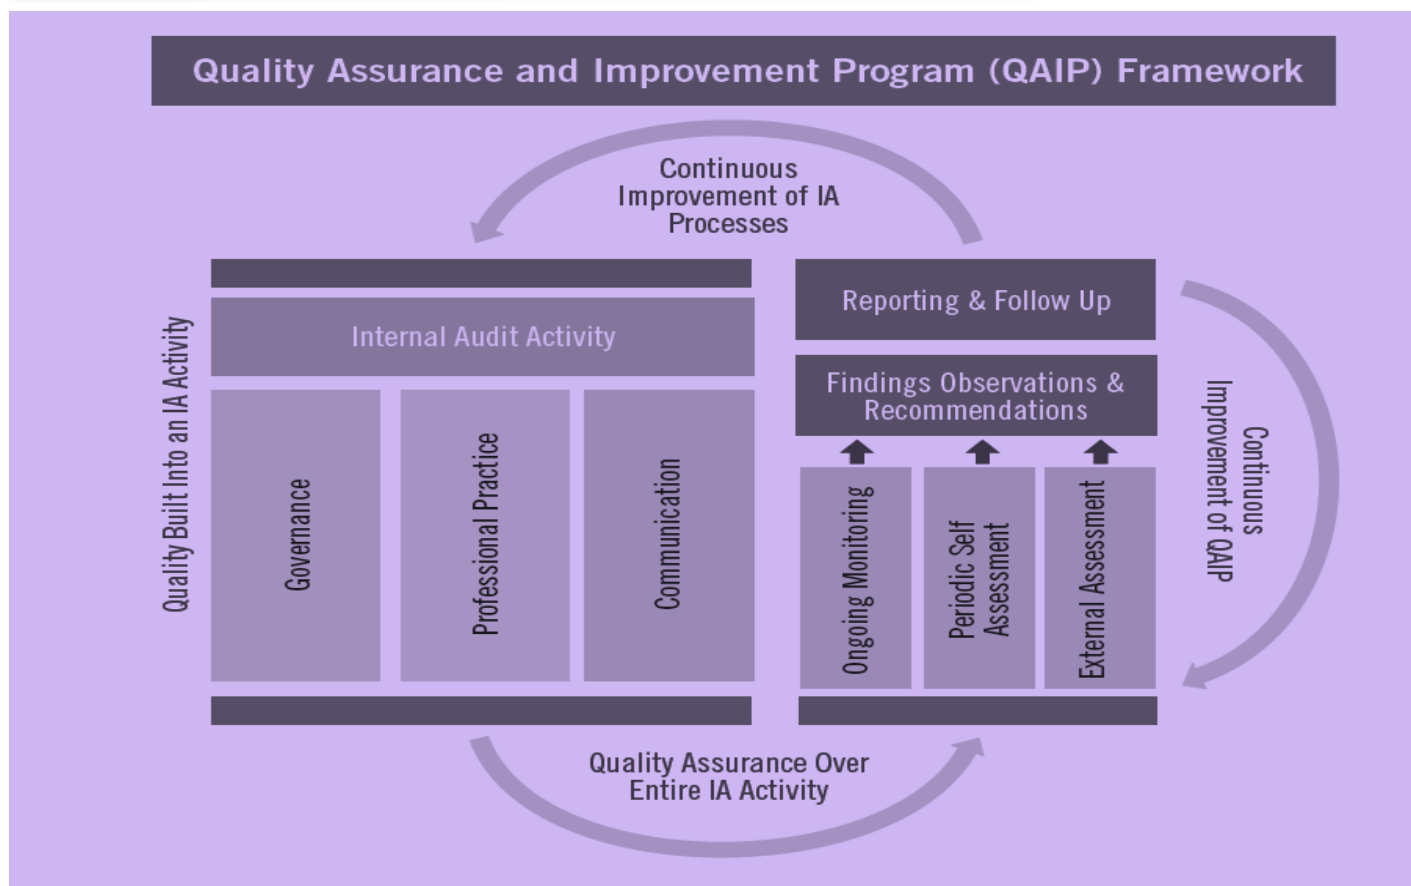 Quality Assurance and Improvement Program (QAIP) Framework
Continuous
Improvement of IA
Processes
Quality Built Into an IA Activity
Internal Audit Activity
Governance
Professional Practice
Communication
Reporting & Follow Up
Findings Observations &
Recommendations
Ongoing Monitoring
Periodic Self
Assessment
External Assessment
Continuous
Improvement of QAIP
Quality Assurance Over
Entire IA Activity